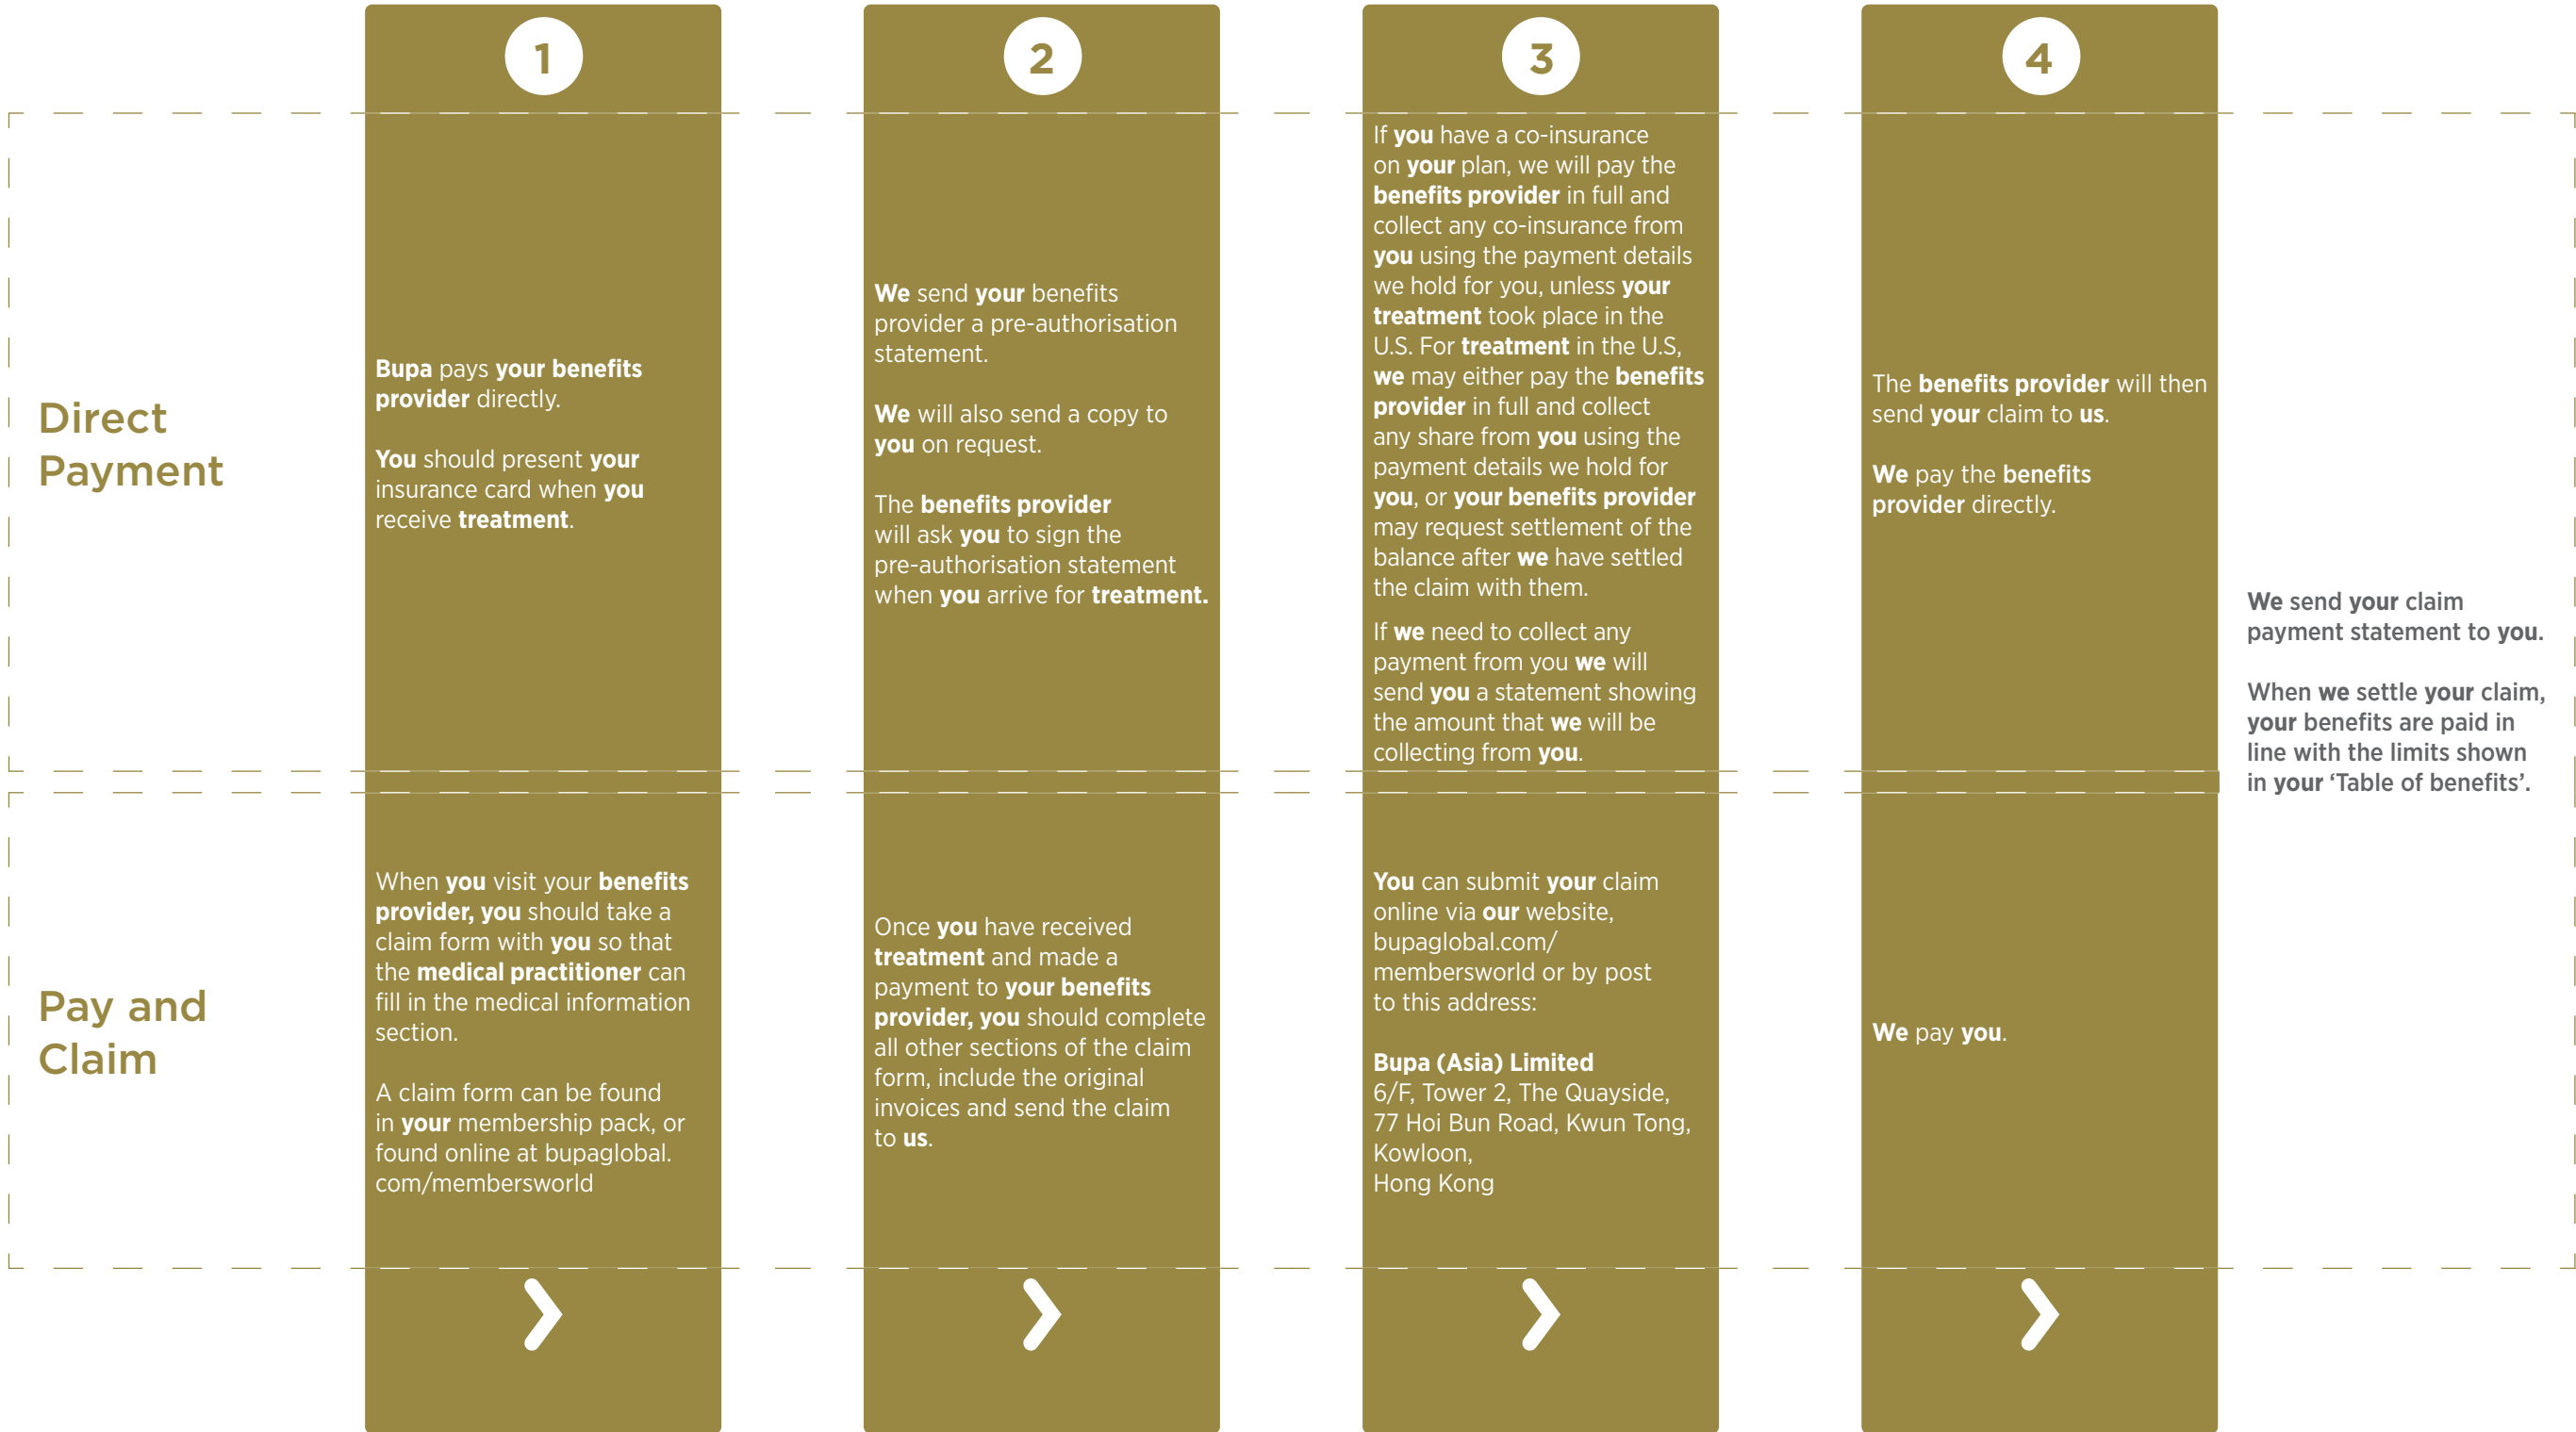 1
2
3
4
Direct
Payment
Bupa pays your benefits
provider directly.
You should present your
insurance card when you
receive treatment.
We send your benefits
provider a pre-authorisation
statement.
We will also send a copy to
you on request.
The benefits provider
will ask you to sign the
pre-authorisation statement
when you arrive for treatment.
If you have a co-insurance
on your plan, we will pay the
benefits provider in full and
collect any co-insurance from
you using the payment details
we hold for you, unless your
treatment took place in the
U.S. For treatment in the U.S,
we may either pay the benefits
provider in full and collect
any share from you using the
payment details we hold for
you, or your benefits provider
may request settlement of the
balance after we have settled
the claim with them.
If we need to collect any
payment from you we will
send you a statement showing
the amount that we will be
collecting from you.
The benefits provider will then
send your claim to us.
We pay the benefits
provider directly.
Pay and
Claim
When you visit your benefits
provider, you should take a
claim form with you so that
the medical practitioner can
fill in the medical information
section.
A claim form can be found
in your membership pack, or
found online at bupaglobal.
com/membersworld
Once you have received
treatment and made a
payment to your benefits
provider, you should complete
all other sections of the claim
form, include the original
invoices and send the claim
to us.
You can submit your claim
online via our website,
bupaglobal.com/
membersworld or by post
to this address:
Bupa (Asia) Limited
6/F, Tower 2, The Quayside,
77 Hoi Bun Road, Kwun Tong,
Kowloon,
Hong Kong
We pay you.
We send your claim
payment statement to you.
When we settle your claim,
your benefits are paid in
line with the limits shown
in your ‘Table of benefits’.